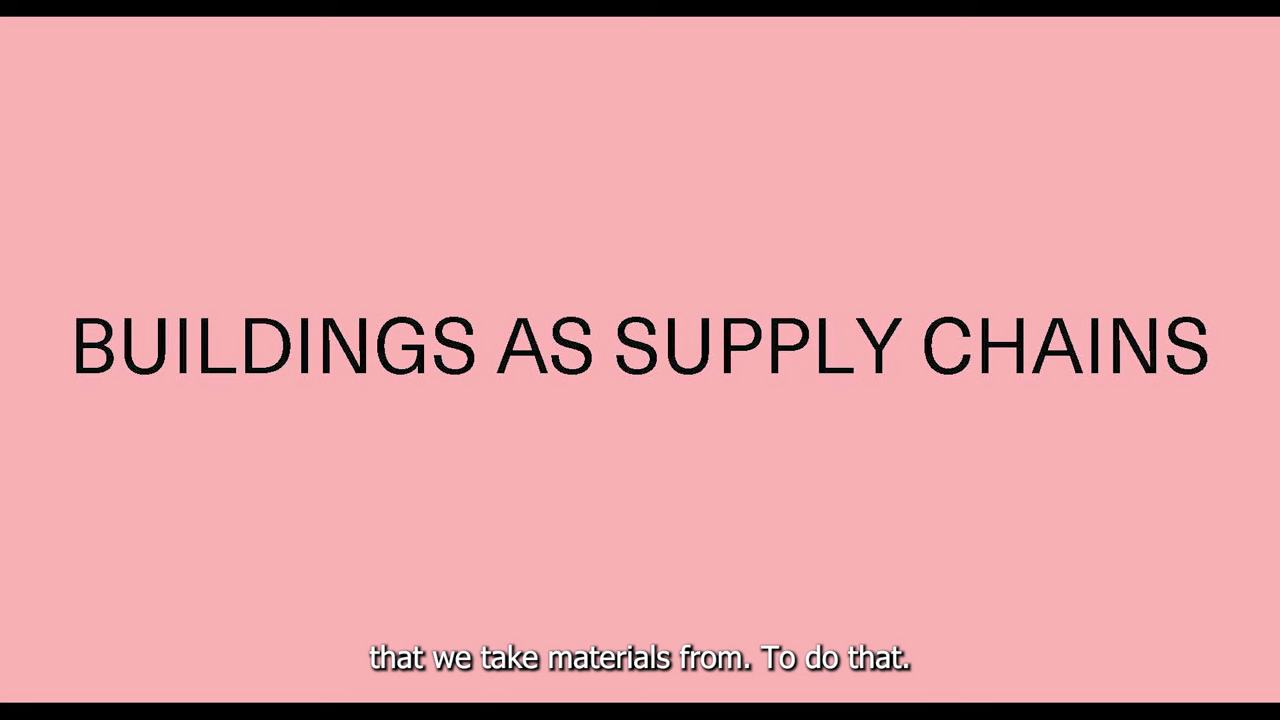 BUILDINGS AS SUPPLY CHAINS
that we take materials from. To do that.